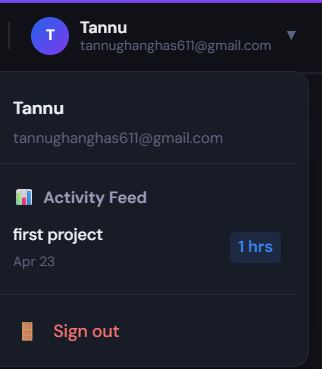 T
Tannu
tannughanghas611@gmail.com
▼
Tannu
tannughanghas611@gmail.com
Activity Feed
first project
1 hrs
Apr 23
Sign out